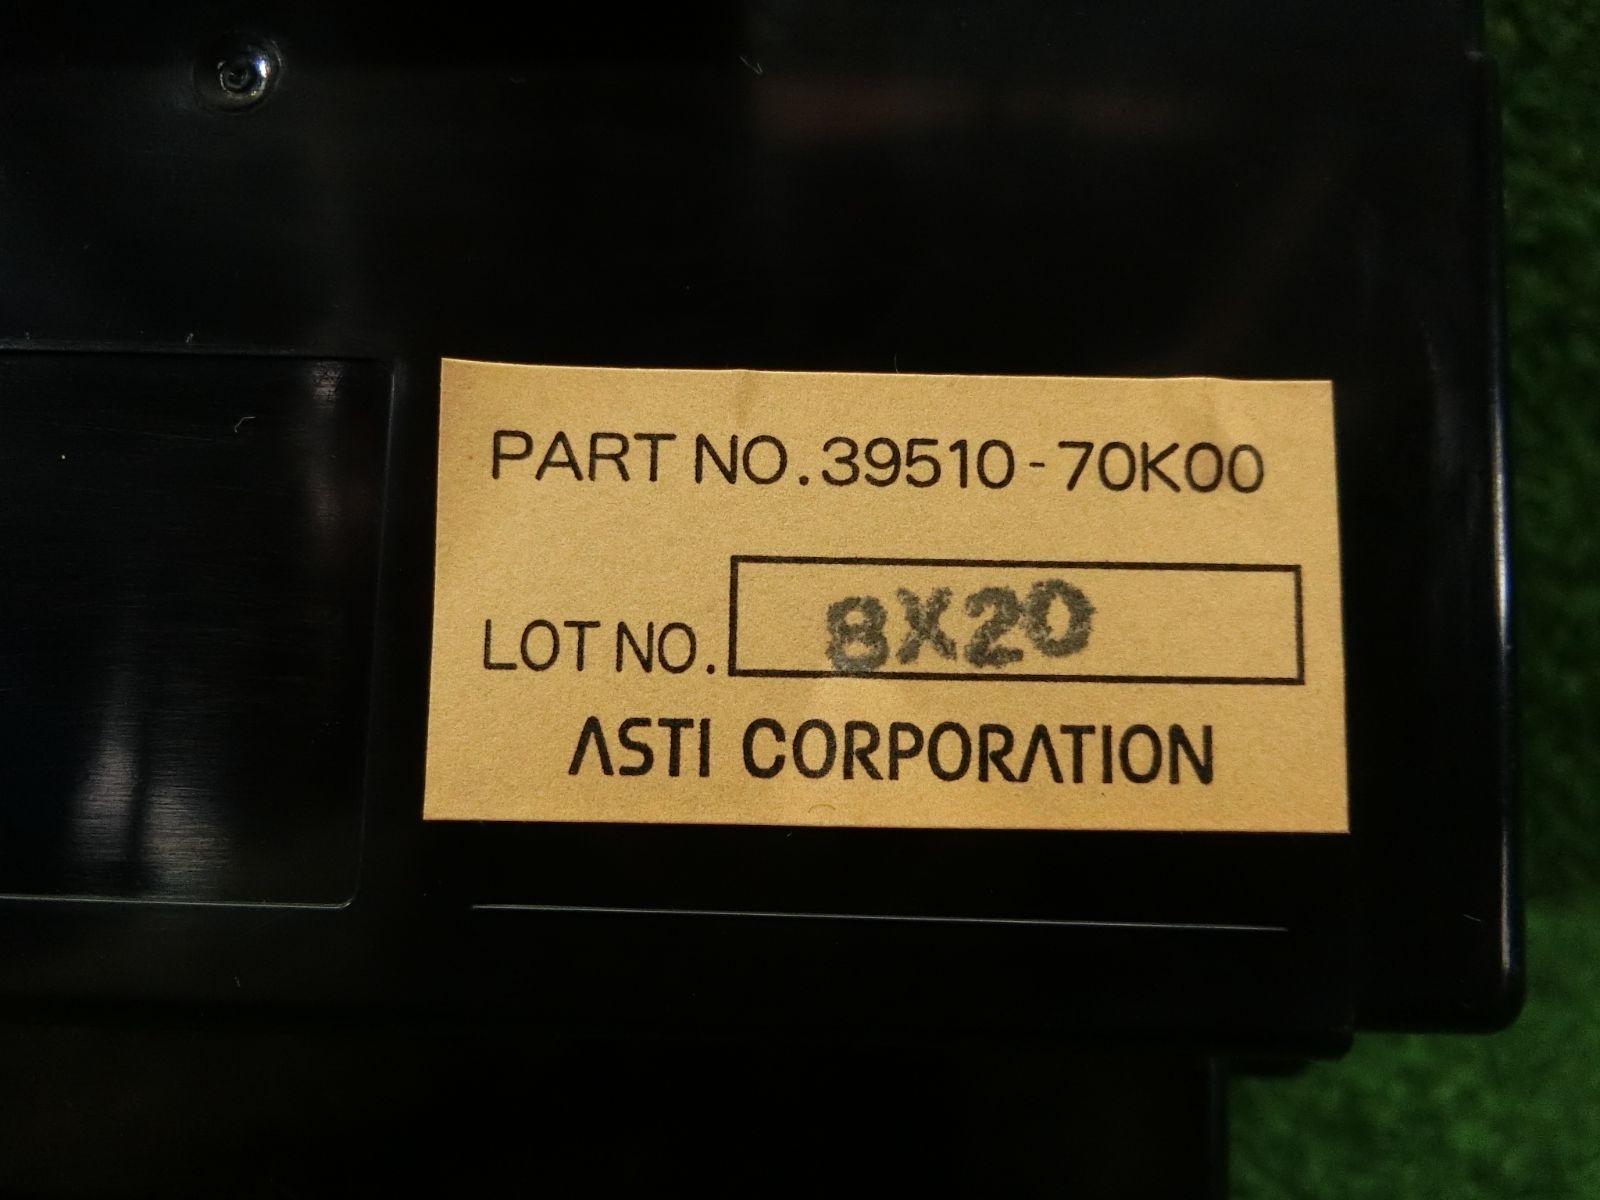 PART NO. 39510-70K00
LOT NO. 8X20
ASTI CORPORATION